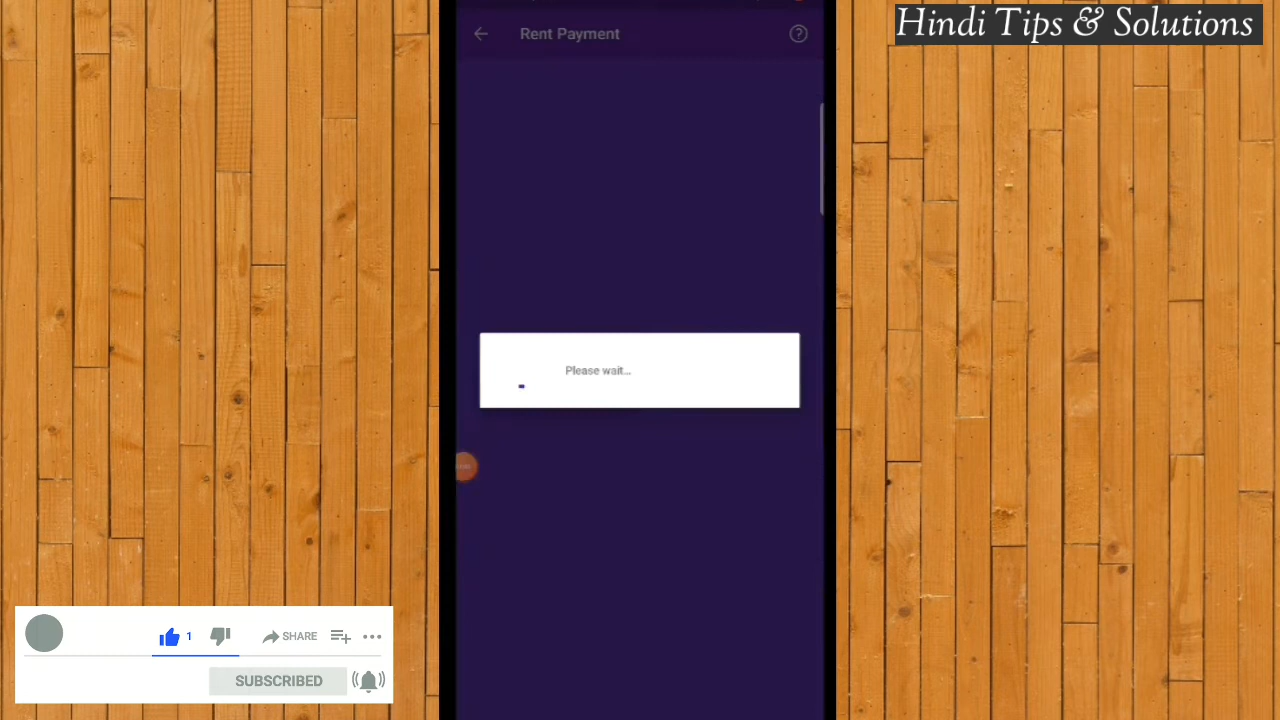 Hindi Tips & Solutions
Rent Payment
Please wait...
1
SHARE
SUBSCRIBED